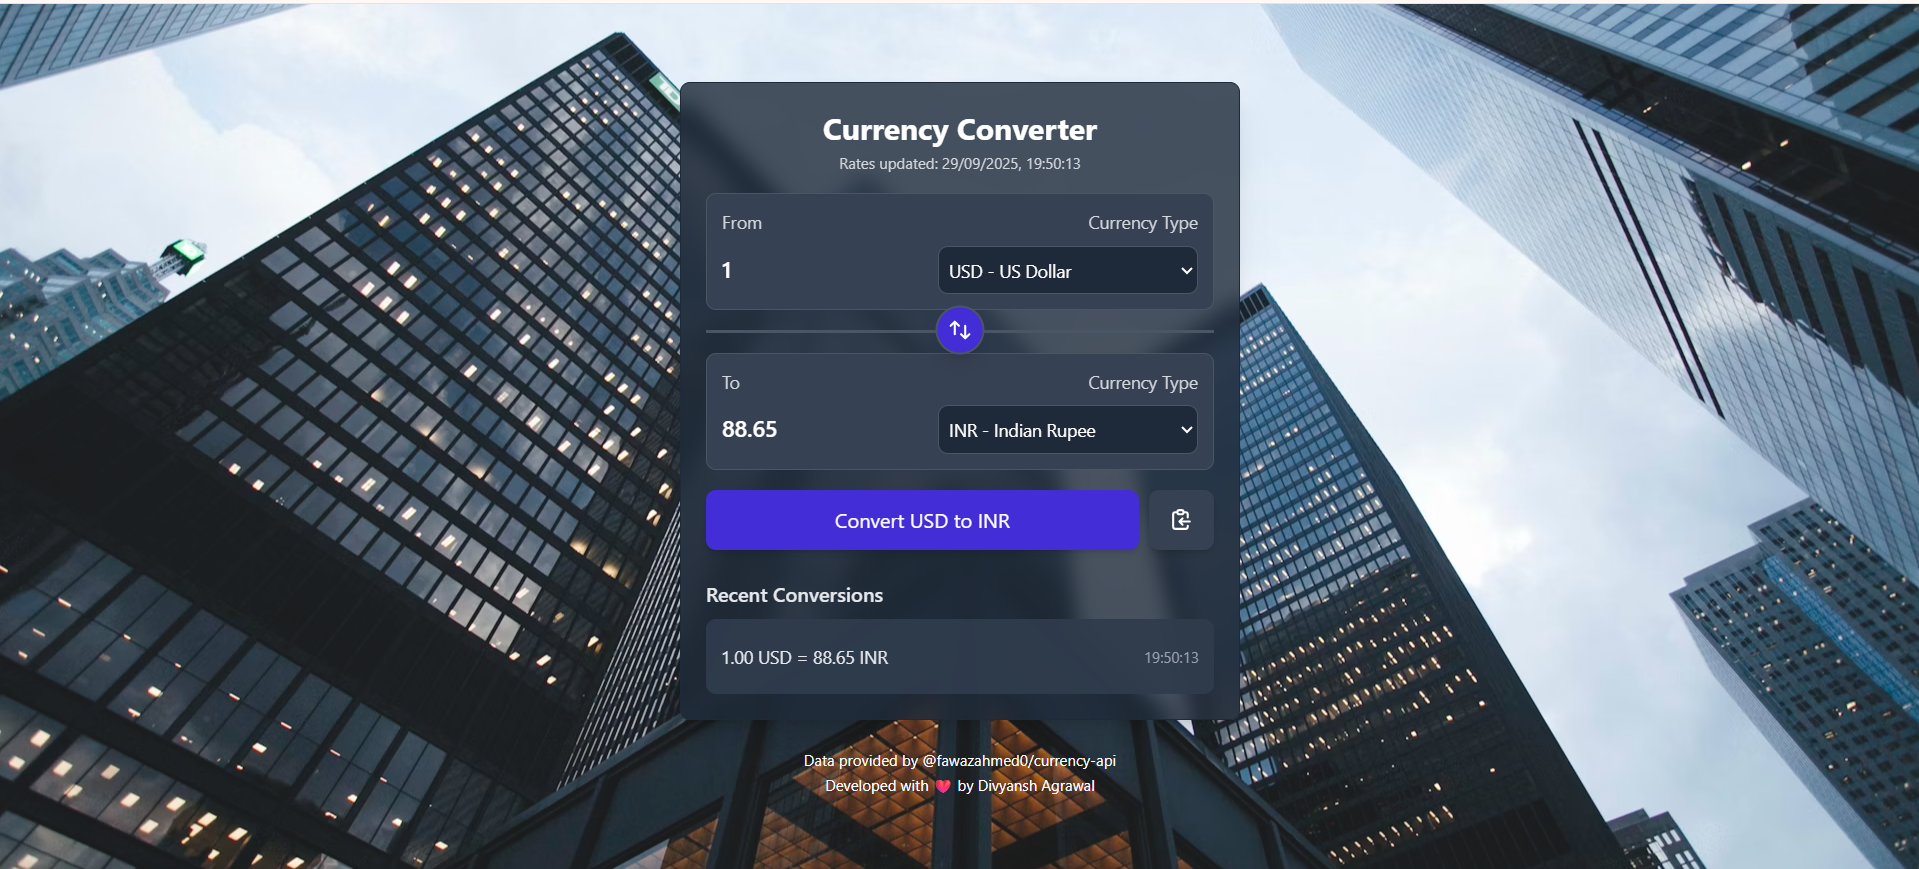 Currency Converter
Rates updated: 29/09/2025, 19:50:13
From
Currency Type
1
USD - US Dollar
To
Currency Type
88.65
INR - Indian Rupee
Convert USD to INR
Recent Conversions
1.00 USD = 88.65 INR
19:50:13
Data provided by @fawazahmed0/currency-api
Developed with 💔 by Divyansh Agrawal